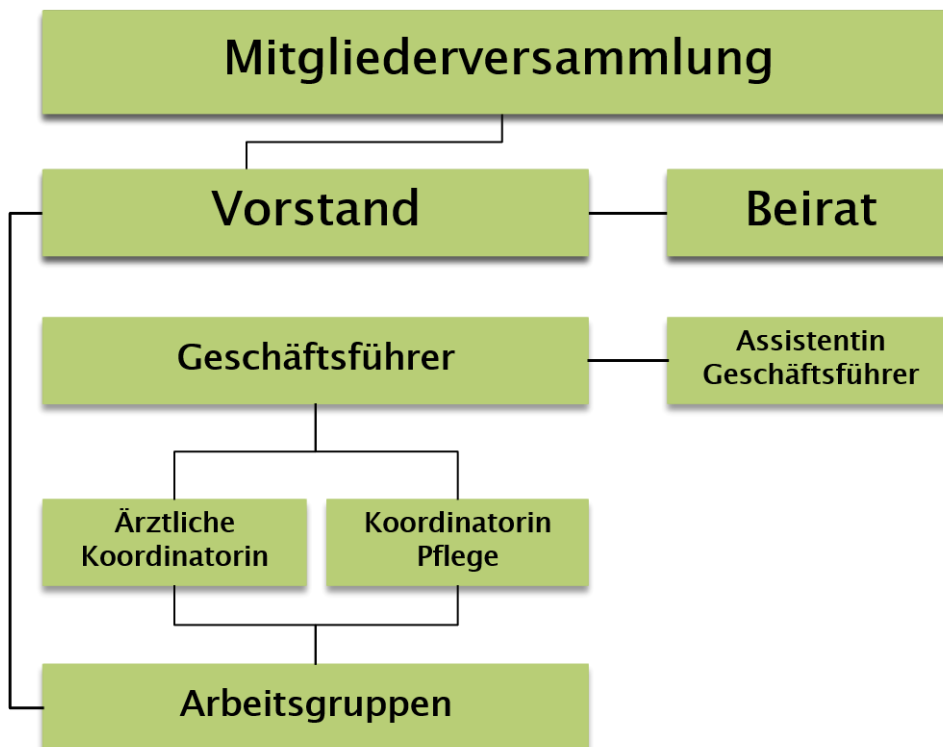 Mitgliederversammlung
Vorstand
Beirat
Geschäftsführer
Assistentin
Geschäftsführer
Ärztliche
Koordinatorin
Koordinatorin
Pflege
Arbeitsgruppen